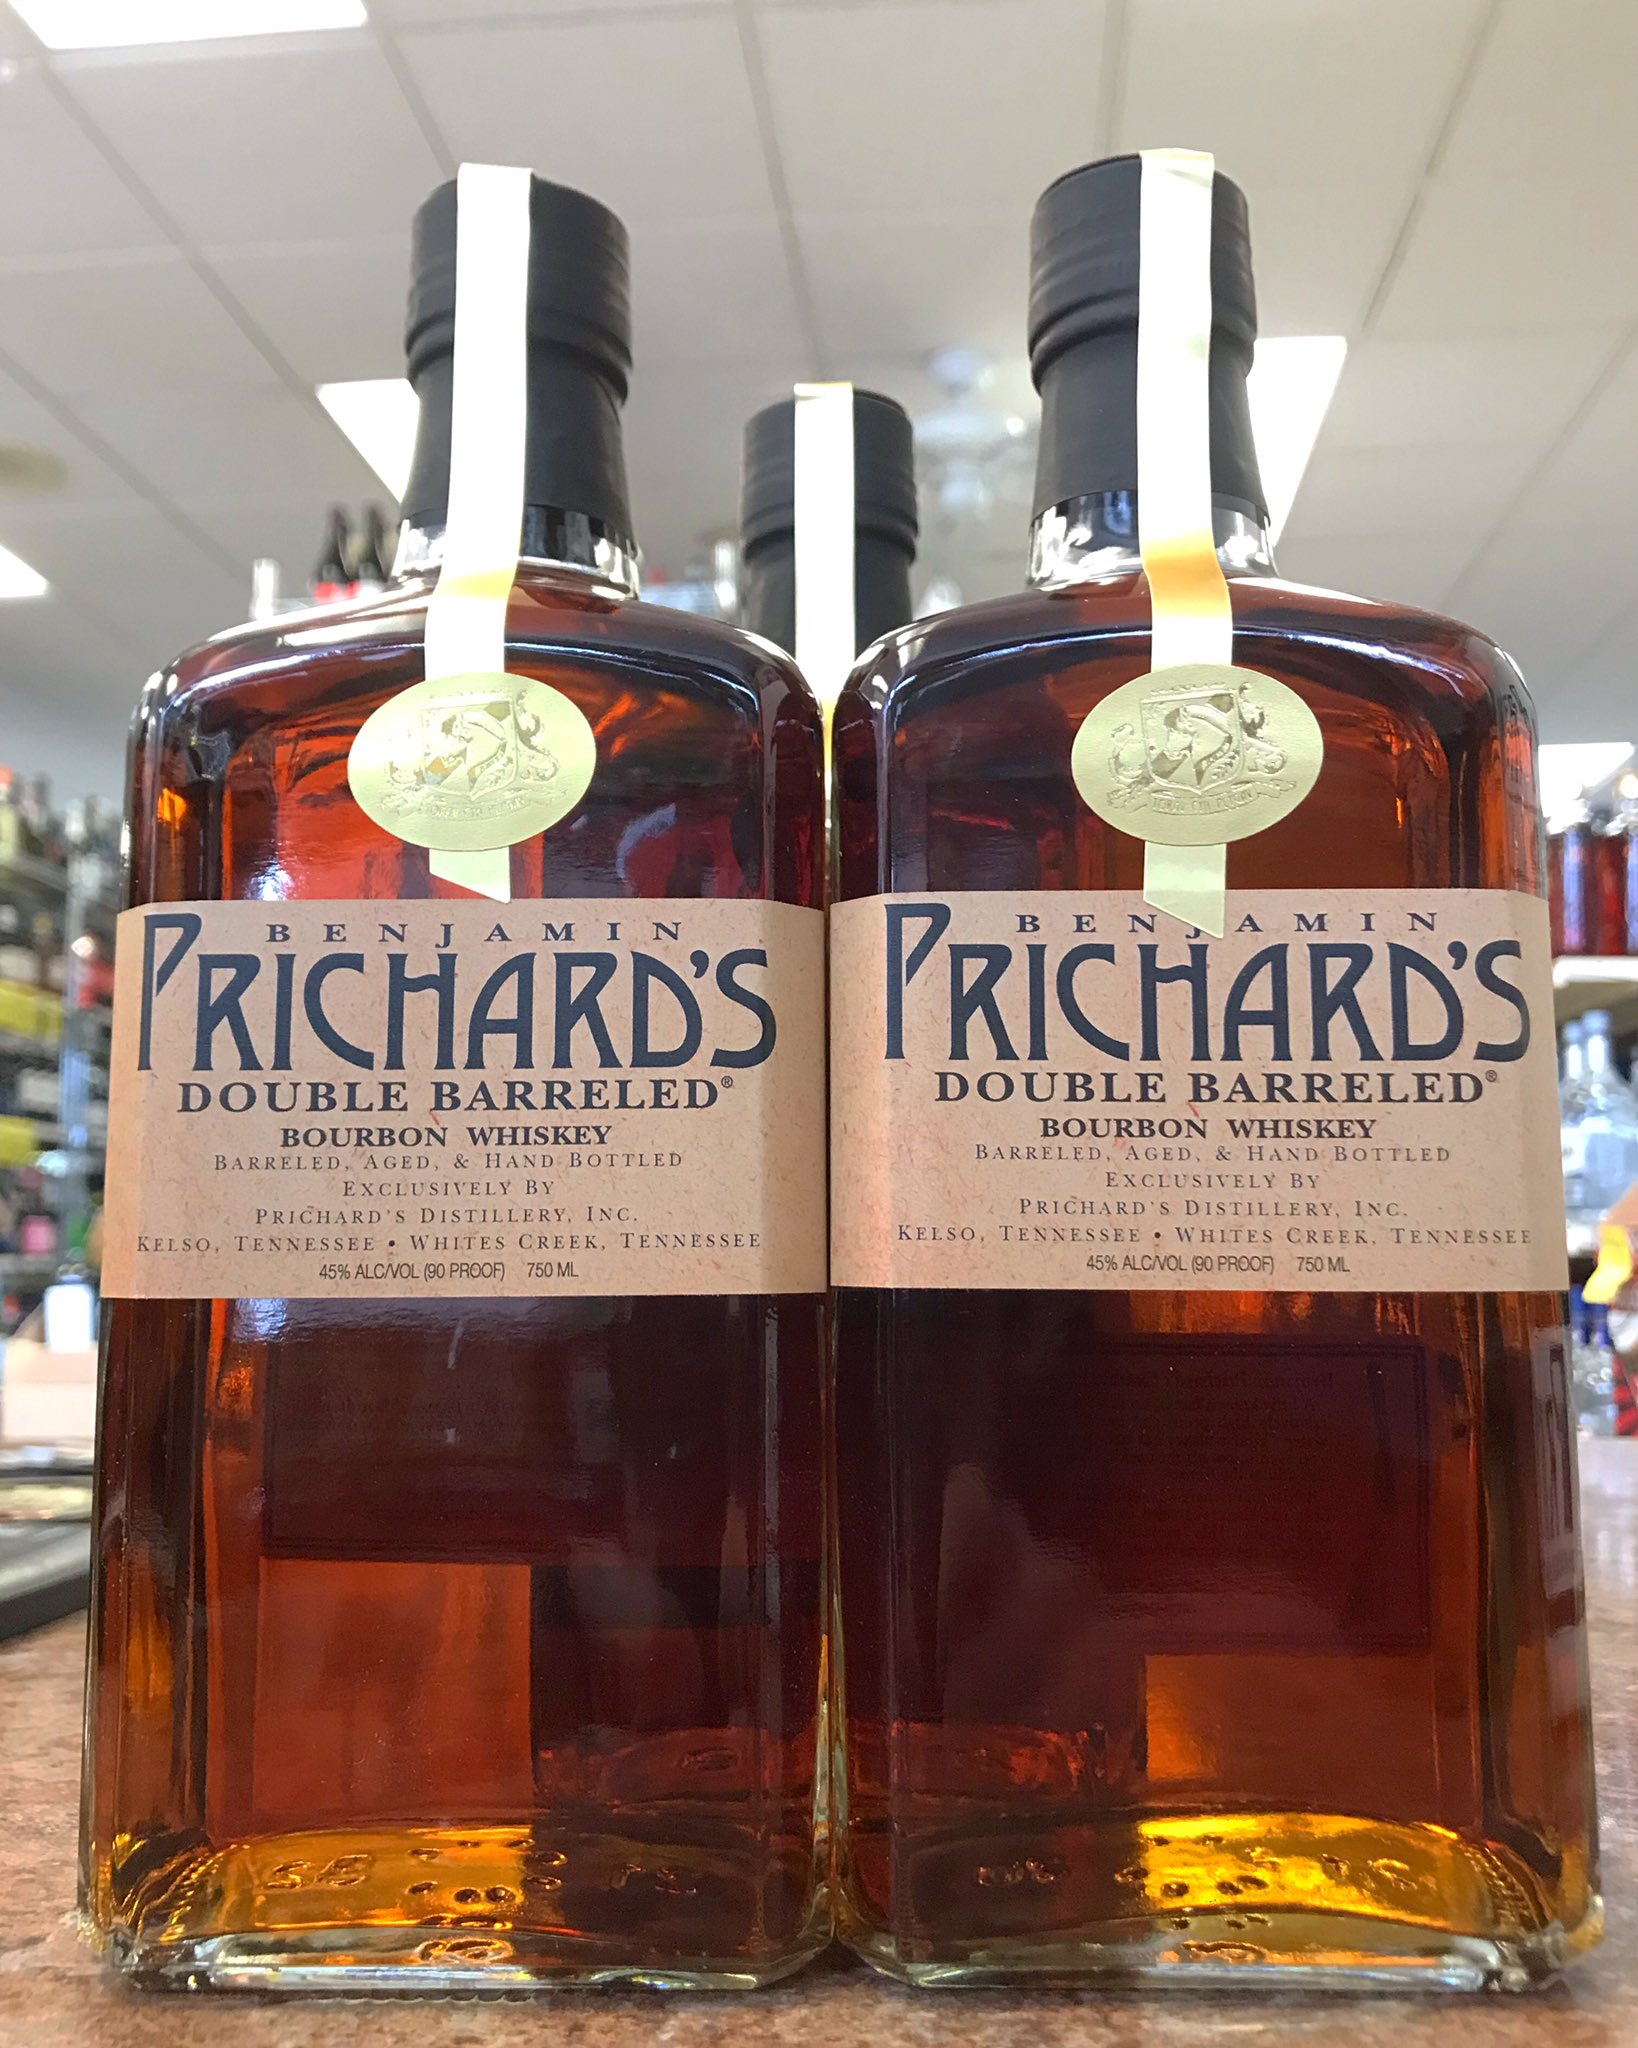 BENJAMIN
PRICHARD'S
DOUBLE BARRELED®
BOURBON WHISKEY
BARRELED, AGED, & HAND BOTTLED
EXCLUSIVELY BY
PRICHARD'S DISTILLERY, INC.
KELSO, TENNESSEE • WHITES CREEK, TENNESSEE
45% ALC/VOL (90 PROOF) 750 ML
BENJAMIN
PRICHARD'S
DOUBLE BARRELED®
BOURBON WHISKEY
BARRELED, AGED, & HAND BOTTLED
EXCLUSIVELY BY
PRICHARD'S DISTILLERY, INC.
KELSO, TENNESSEE • WHITES CREEK, TENNESSEE
45% ALC/VOL (90 PROOF) 750 ML